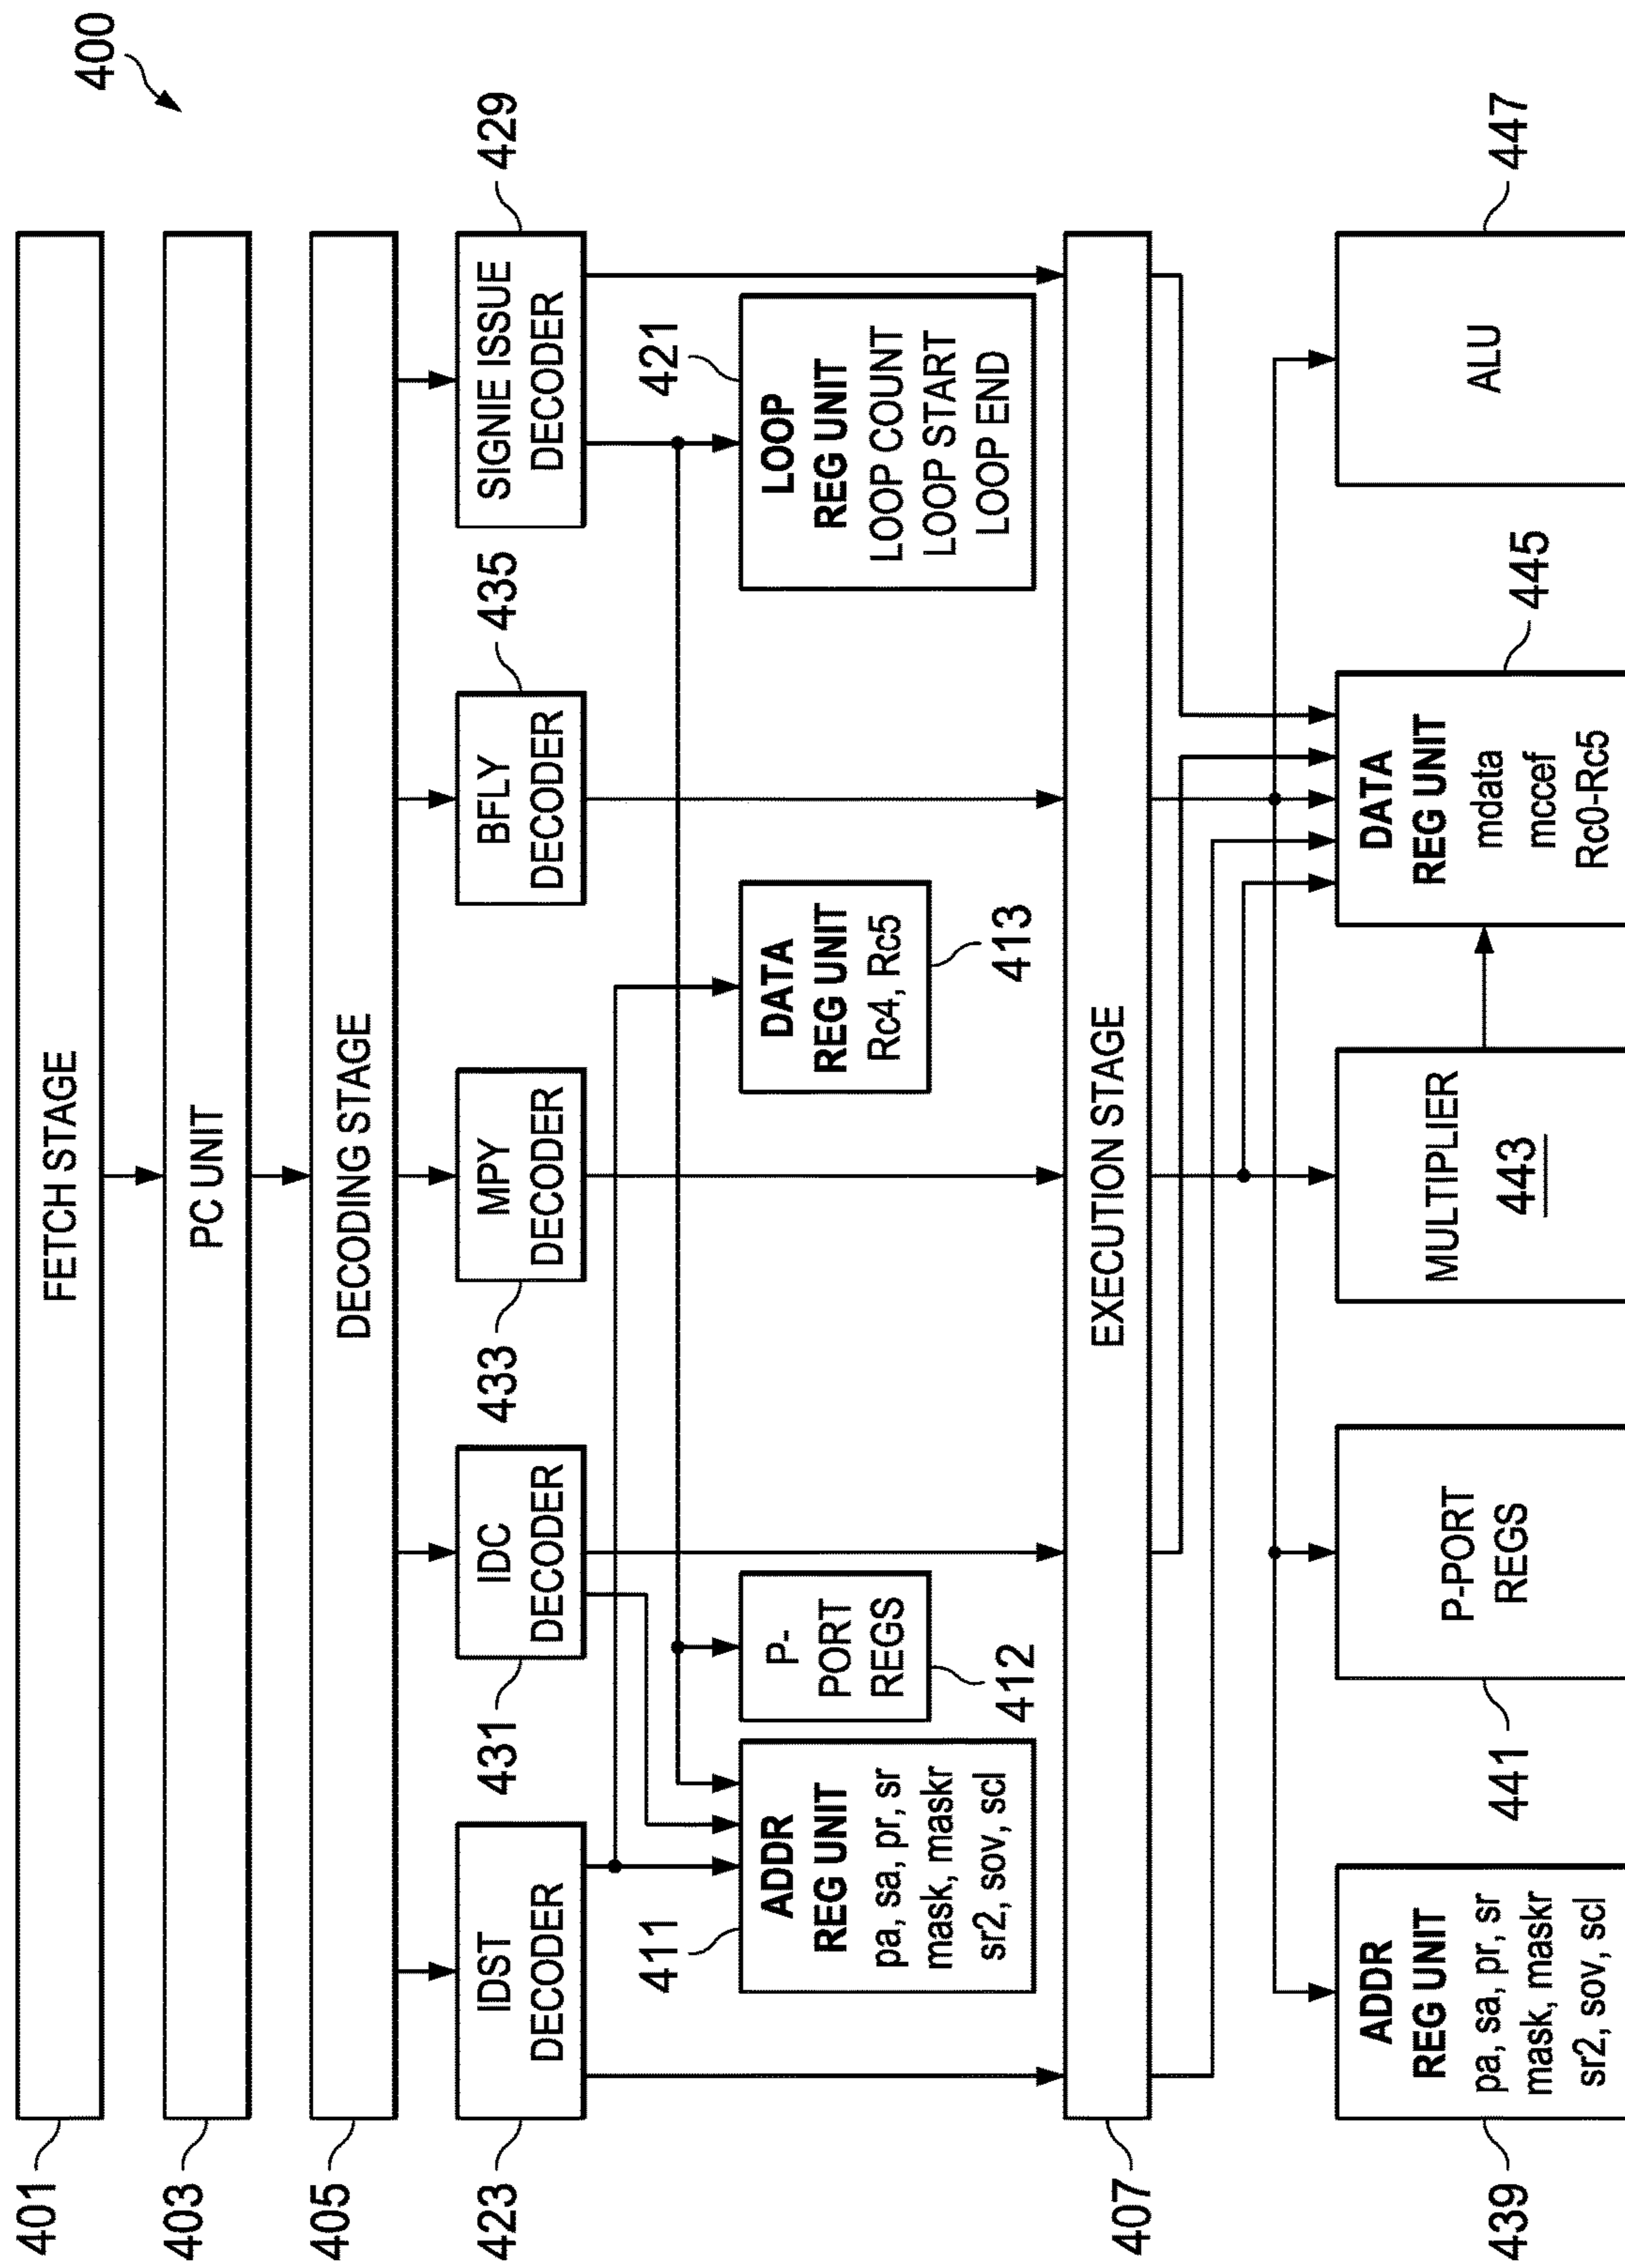 400
401
FETCH STAGE
403
PC UNIT
405
DECODING STAGE
423
IDST
DECODER
431
IDC
DECODER
433
MPY
DECODER
435
BFLY
DECODER
429
SIGNIE ISSUE
DECODER
411
ADDR
REG UNIT
pa, sa, pr, sr
mask, maskr
sr2, sov, scl
412
P-
PORT
REGS
413
DATA
REG UNIT
Rc4, Rc5
421
LOOP
REG UNIT
LOOP COUNT
LOOP START
LOOP END
407
EXECUTION STAGE
439
ADDR
REG UNIT
pa, sa, pr, sr
mask, maskr
sr2, sov, scl
441
P-PORT
REGS
MULTIPLIER
443
445
DATA
REG UNIT
mdata
mccef
Rc0-Rc5
447
ALU